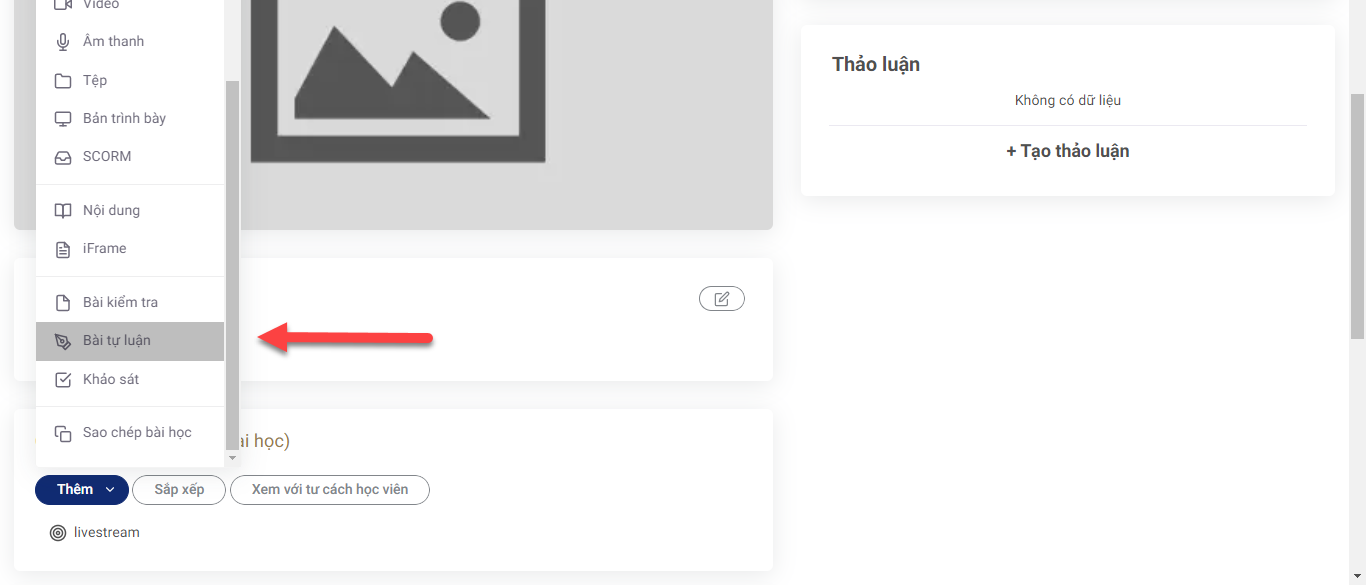 Video
Âm thanh
Tệp
Bản trình bày
SCORM
Nội dung
iFrame
Bài kiểm tra
Bài tự luận
Khảo sát
Sao chép bài học
học)
Thêm
Sắp xếp
Xem với tư cách học viên
livestream
Thảo luận
Không có dữ liệu
+ Tạo thảo luận